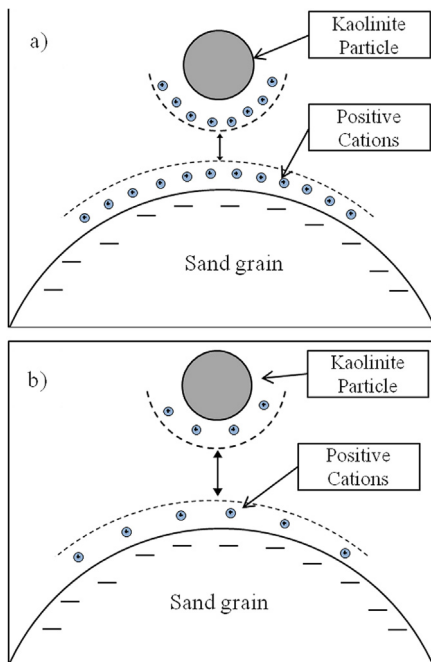 a)
Kaolinite
Particle
Positive
Cations
Sand grain
b)
Kaolinite
Particle
Positive
Cations
Sand grain